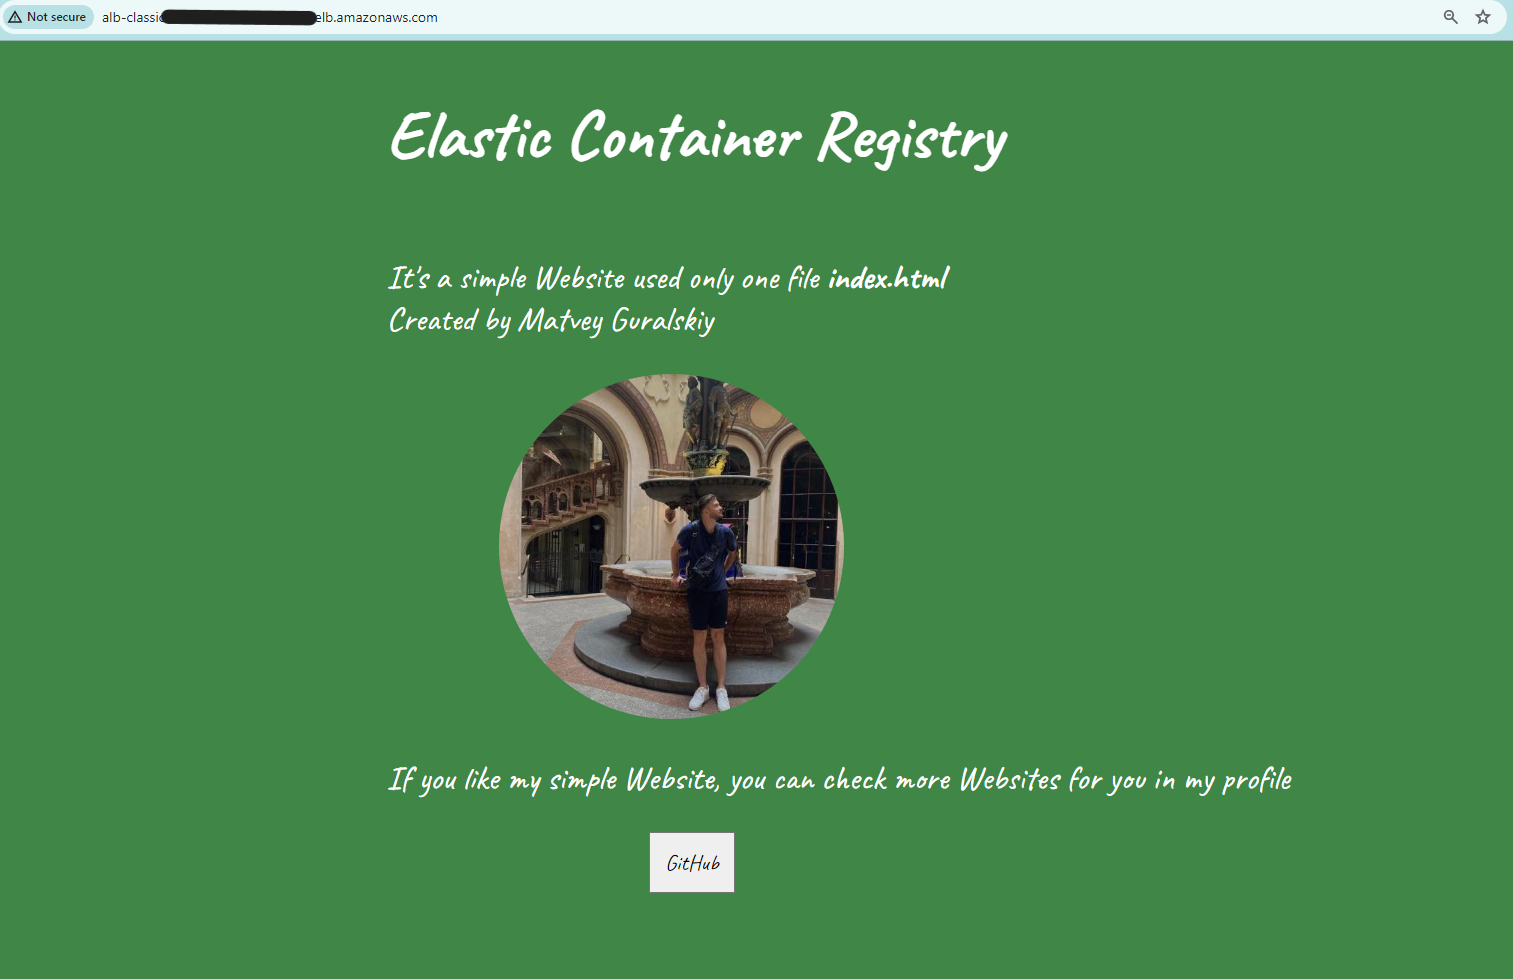 Not secure alb-classic elb.amazonaws.com
Elastic Container Registry
It's a simple Website used only one file index.html
Created by Matvey Guralskiy
If you like my simple Website, you can check more Websites for you in my profile
GitHub